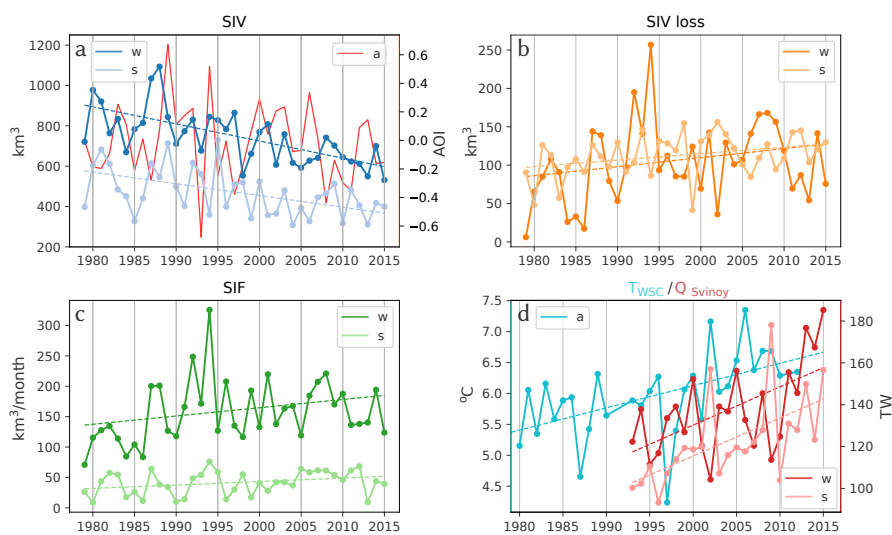 SIV
a
w
s
a
1200
1000
800
600
400
200
km³
0.6
0.4
0.2
0.0
−0.2
−0.4
−0.6
AOI
1980 1985 1990 1995 2000 2005 2010 2015
SIV loss
b
w
s
250
200
150
100
50
0
km³
1980 1985 1990 1995 2000 2005 2010 2015
SIF
c
w
s
300
250
200
150
100
50
0
km³/month
1980 1985 1990 1995 2000 2005 2010 2015
T WSC / Q Svinoy
d
a
w
s
7.5
7.0
6.5
6.0
5.5
5.0
4.5
°C
180
160
140
120
100
TW
1980 1985 1990 1995 2000 2005 2010 2015